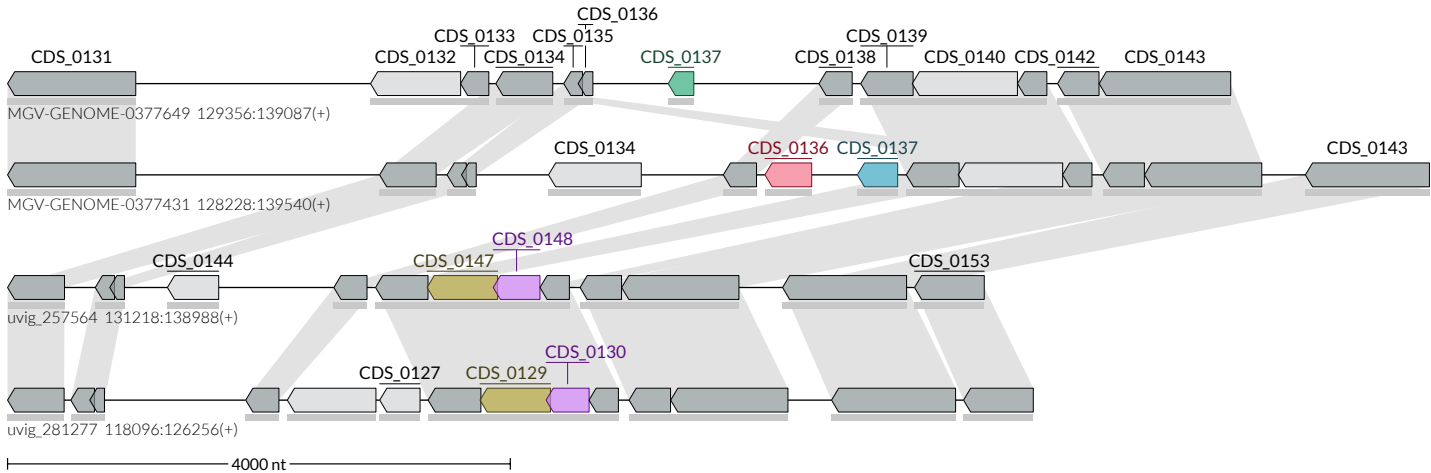 CDS_0136
CDS_0133 CDS_0135 CDS_0139
CDS_0131 CDS_0132 CDS_0134 CDS_0137 CDS_0138 CDS_0140 CDS_0142 CDS_0143
MGV-GENOME-0377649 129356:139087(+)
CDS_0134 CDS_0136 CDS_0137 CDS_0143
MGV-GENOME-0377431 128228:139540(+)
CDS_0148
CDS_0144 CDS_0147 CDS_0153
uvig_257564 131218:138988(+)
CDS_0130
CDS_0127 CDS_0129
uvig_281277 118096:126256(+)
4000 nt